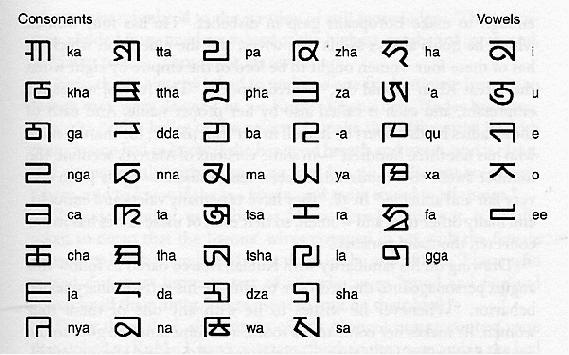 Consonants Vowels
ꡀ ka ꡩ tta ꡌ pa ꡔ zha ꡜ ha ꡞ i
ꡁ kha ꡪ ttha ꡍ pha ꡕ za ꡝ ' ꡟ u
ꡂ ga ꡫ dda ꡎ ba ꡖ -a ꡢ qu ꡠ e
ꡃ nga ꡬ nna ꡏ ma ꡗ ya ꡣ xa ꡡ o
ꡄ ca ꡈ ta ꡐ tsa ꡘ ra ꡤ fa ꡦ ee
ꡅ cha ꡉ tha ꡑ tsha ꡙ la ꡥ gga
ꡆ ja ꡊ da ꡒ dza ꡚ sha
ꡇ nya ꡋ na ꡓ wa ꡛ sa